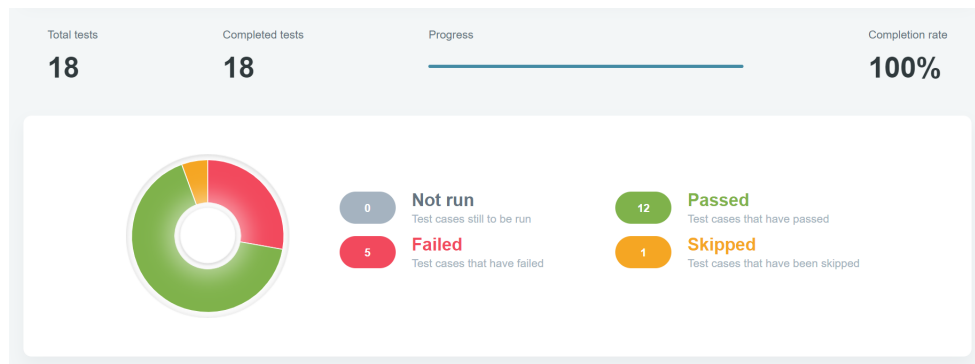 Total tests
Completed tests
Progress
Completion rate
18
18
100%
0
Not run
Test cases still to be run
12
Passed
Test cases that have passed
5
Failed
Test cases that have failed
1
Skipped
Test cases that have been skipped